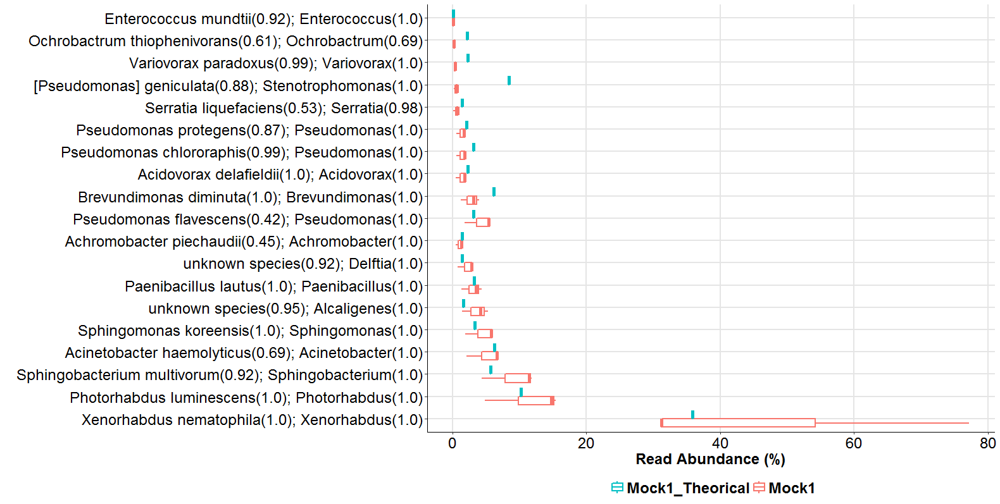 Enterococcus mundtii(0.92); Enterococcus(1.0)
Ochrobactrum thiophenivorans(0.61); Ochrobactrum(0.69)
Variovorax paradoxus(0.99); Variovorax(1.0)
[Pseudomonas] geniculata(0.88); Stenotrophomonas(1.0)
Serratia liquefaciens(0.53); Serratia(0.98)
Pseudomonas protegens(0.87); Pseudomonas(1.0)
Pseudomonas chlororaphis(0.99); Pseudomonas(1.0)
Acidovorax delafieldii(1.0); Acidovorax(1.0)
Brevundimonas diminuta(1.0); Brevundimonas(1.0)
Pseudomonas flavescens(0.42); Pseudomonas(1.0)
Achromobacter piechaudii(0.45); Achromobacter(1.0)
unknown species(0.92); Delftia(1.0)
Paenibacillus lautus(1.0); Paenibacillus(1.0)
unknown species(0.95); Alcaligenes(1.0)
Sphingomonas koreensis(1.0); Sphingomonas(1.0)
Acinetobacter haemolyticus(0.69); Acinetobacter(1.0)
Sphingobacterium multivorum(0.92); Sphingobacterium(1.0)
Photorhabdus luminescens(1.0); Photorhabdus(1.0)
Xenorhabdus nematophila(1.0); Xenorhabdus(1.0)
0 20 40 60 80
Read Abundance (%)
Mock1_Theorical Mock1